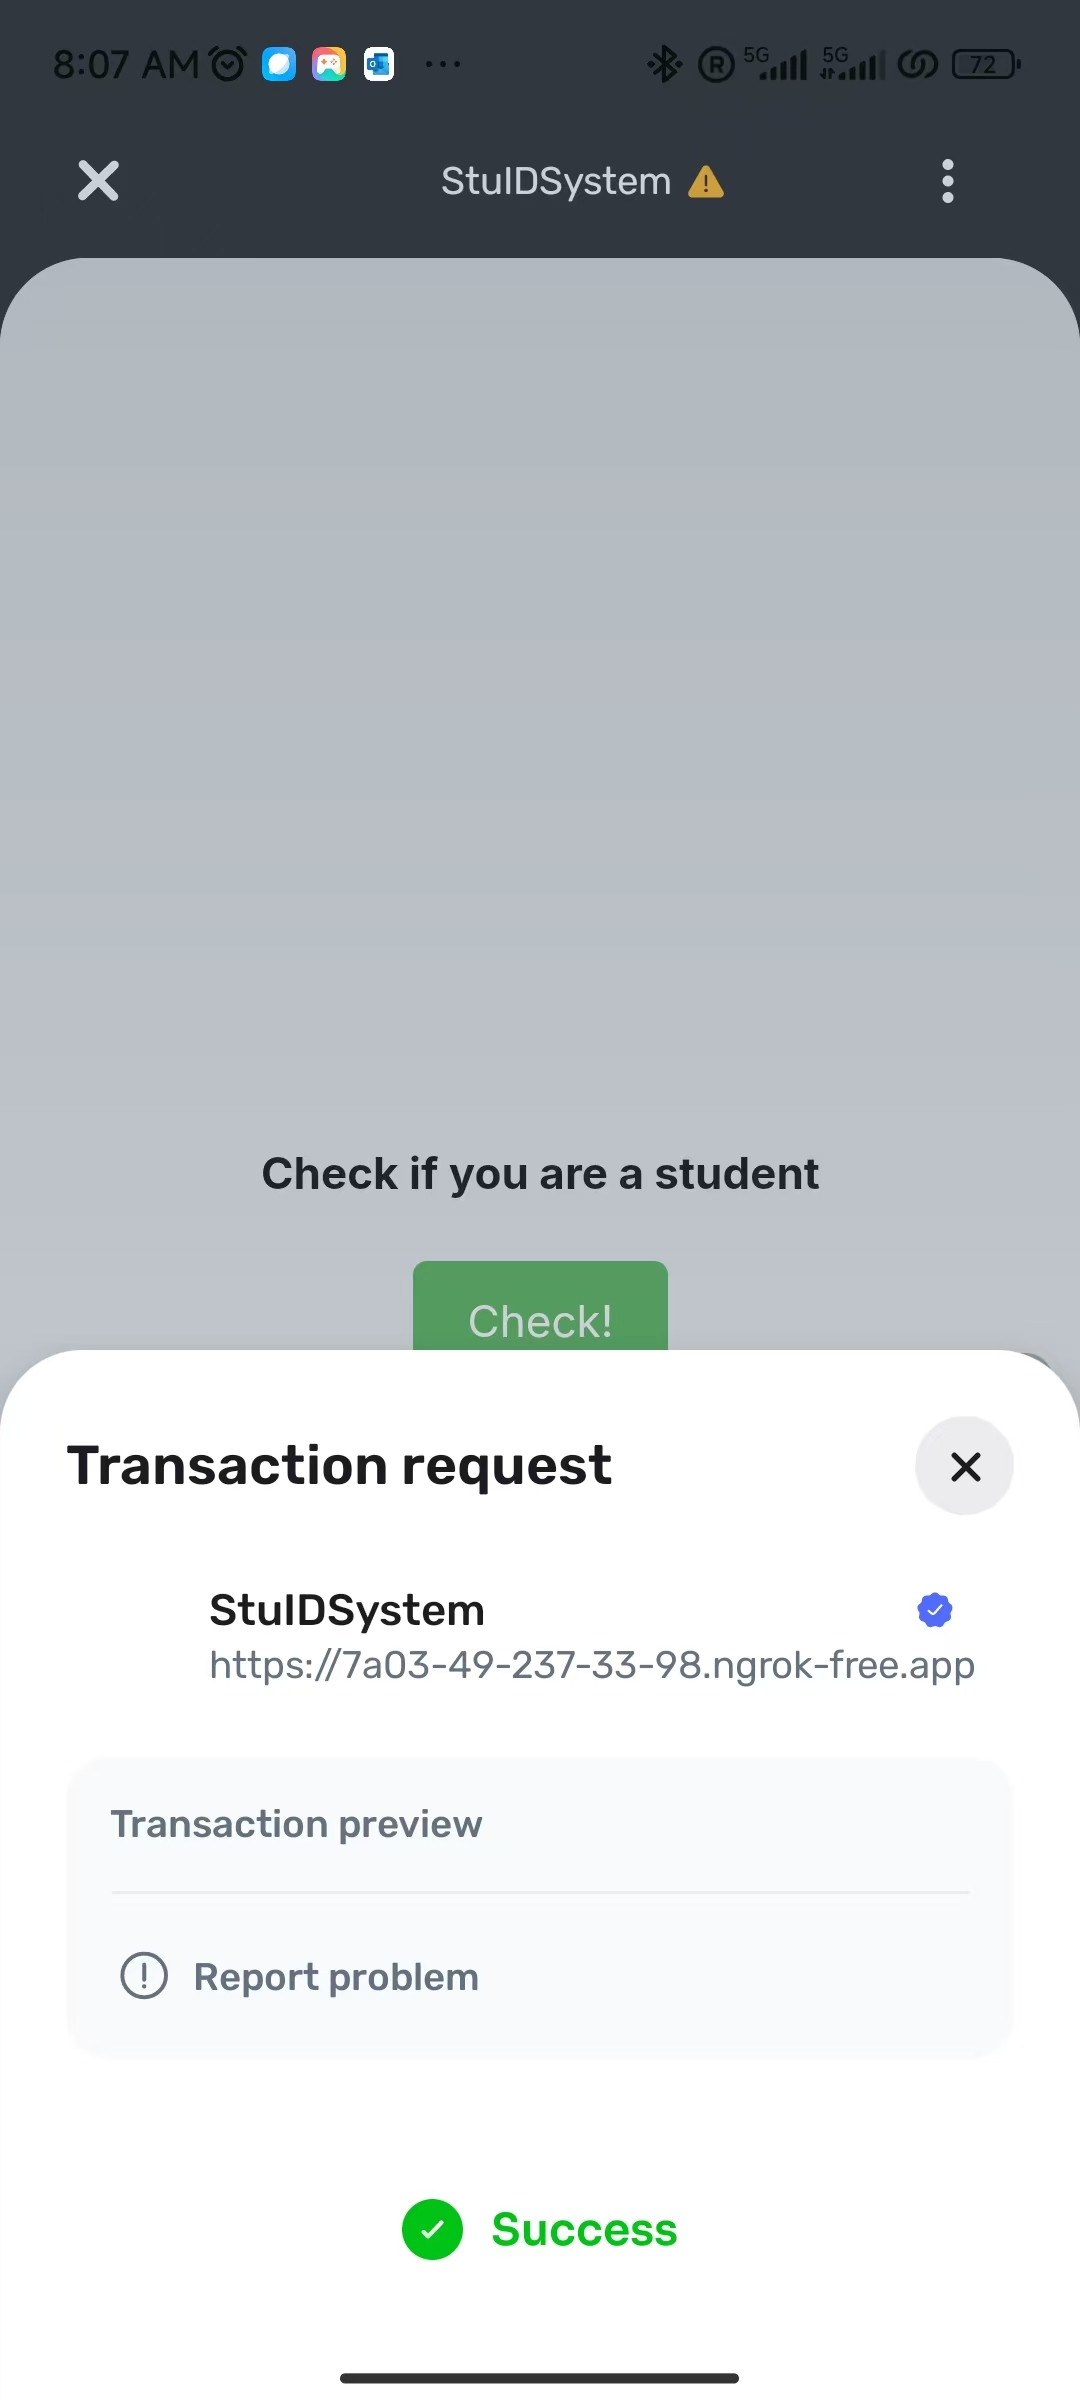 8:07 AM
5G 5G 72
StuIDSystem
Check if you are a student
Check!
Transaction request
StuIDSystem
https://7a03-49-237-33-98.ngrok-free.app
Transaction preview
Report problem
Success